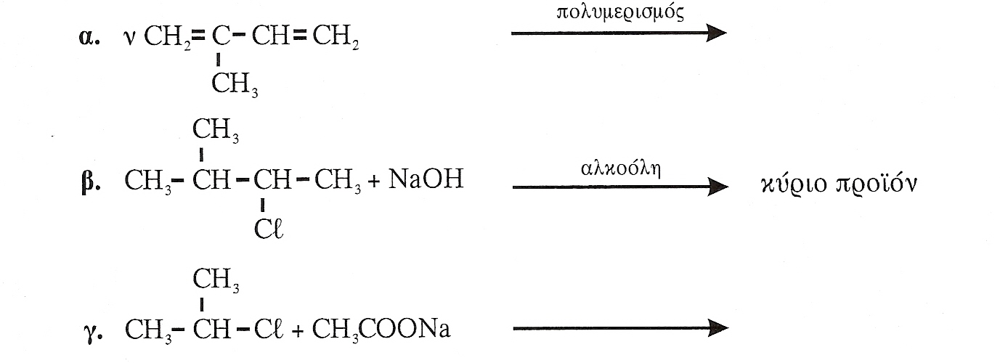 πολυμερισμός
α. ν CH₂=C-CH=CH₂
CH₃
CH₃
β. CH₃-CH-CH-CH₃ + NaOH αλκοόλη κύριο προϊόν
Cℓ
CH₃
γ. CH₃-CH-Cℓ + CH₃COONa